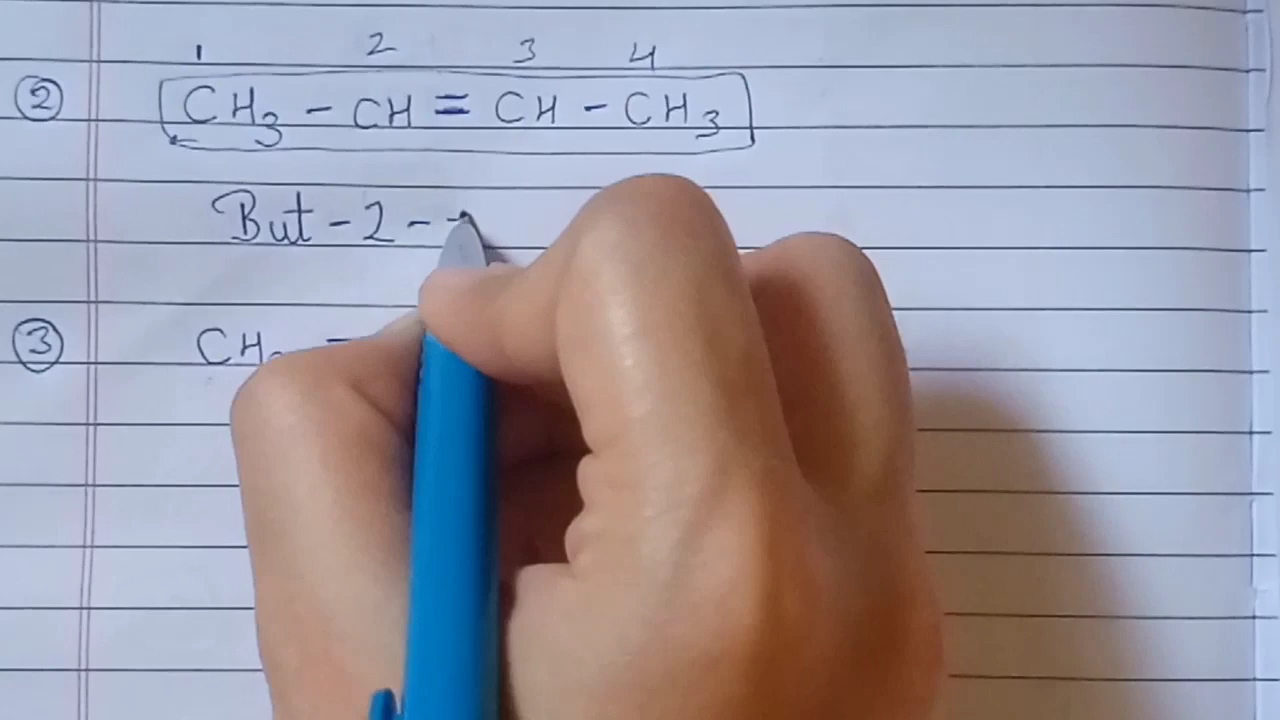 1 2 3 4
② CH₃ - CH = CH - CH₃
But - 2 -
③ CH